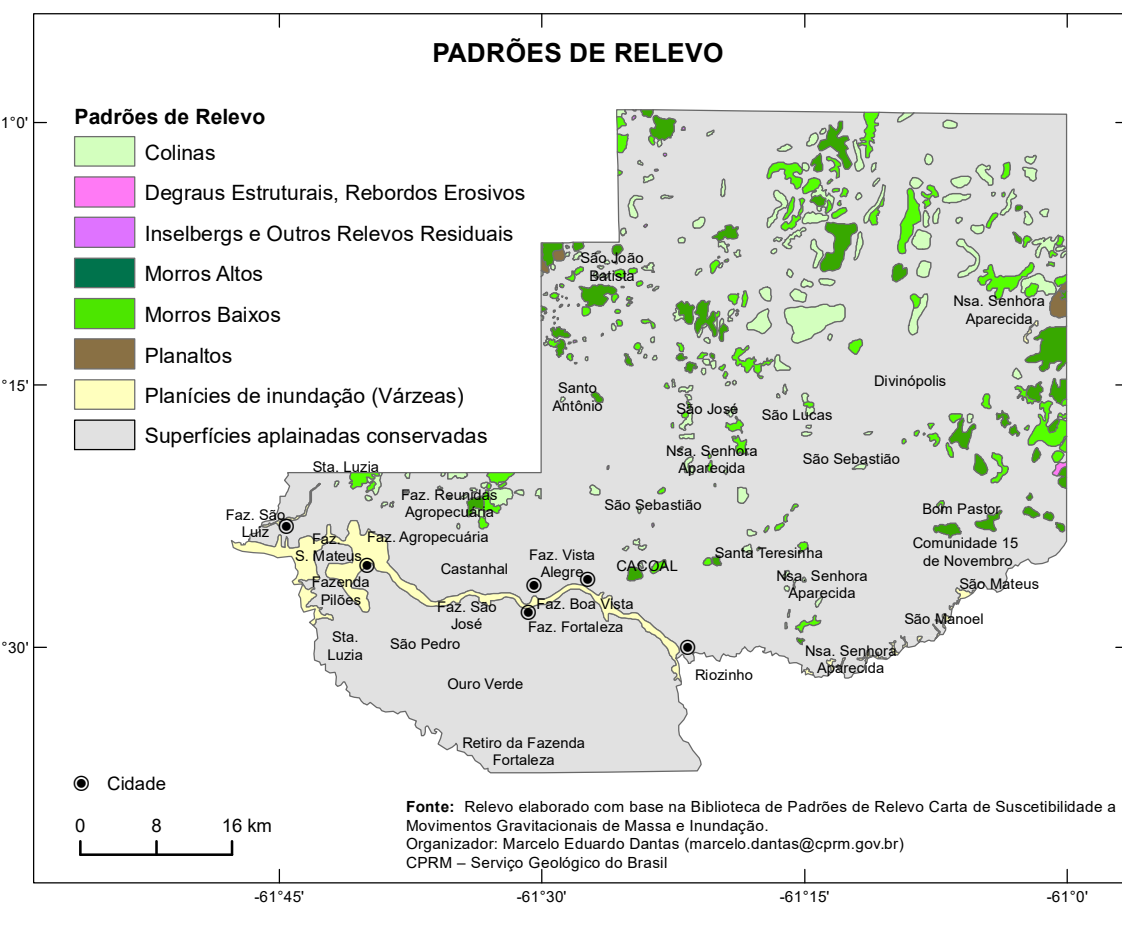 PADRÕES DE RELEVO
Padrões de Relevo
Colinas
Degraus Estruturais, Rebordos Erosivos
Inselbergs e Outros Relevos Residuais
Morros Altos
Morros Baixos
Planaltos
Planícies de inundação (Várzeas)
Superfícies aplainadas conservadas
1°0'
°15'
°30'
São João
Batista
Nsa. Senhora
Aparecida
Divinópolis
Santo
Antônio
São José
São Lucas
Nsa. Senhora
Aparecida
São Sebastião
Sta. Luzia
Faz. Reunidas
Agropecuária
São Sebastião
Bom Pastor
Faz. São
Luiz
Faz.
S. Mateus
Faz. Agropecuária
Comunidade 15
de Novembro
Faz. Vista
Alegre
Santa Teresinha
Castanhal
CACOAL
Fazenda
Pilões
Nsa. Senhora
Aparecida
São Mateus
Faz. São
José
Faz. Boa Vista
Faz. Fortaleza
São Manoel
Sta.
Luzia
São Pedro
Nsa. Senhora
Aparecida
Riozinho
Ouro Verde
Retiro da Fazenda
Fortaleza
Cidade
0 8 16 km
Fonte: Relevo elaborado com base na Biblioteca de Padrões de Relevo Carta de Suscetibilidade a
Movimentos Gravitacionais de Massa e Inundação.
Organizador: Marcelo Eduardo Dantas (marcelo.dantas@cprm.gov.br)
CPRM – Serviço Geológico do Brasil
-61°45' -61°30' -61°15' -61°0'